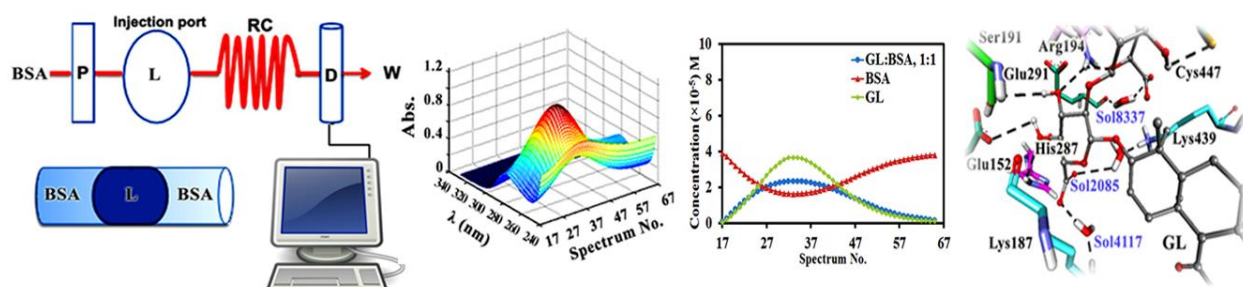 Injection port
RC
BSA
P
L
D
W
BSA
L
BSA
Abs.
1.2
0.8
0.4
0
340
320
300
280
260
240
λ (nm)
17 27 37 47 57 67
Spectrum No.
Concentration (×10⁻⁵) M
10
8
6
4
2
0
17 27 37 47 57 67
Spectrum No.
GL:BSA, 1:1
BSA
GL
Ser191
Arg194
Glu291
Cys447
Sol8337
His287
Lys439
Glu152
Sol2085
Sol4117
Lys187
GL